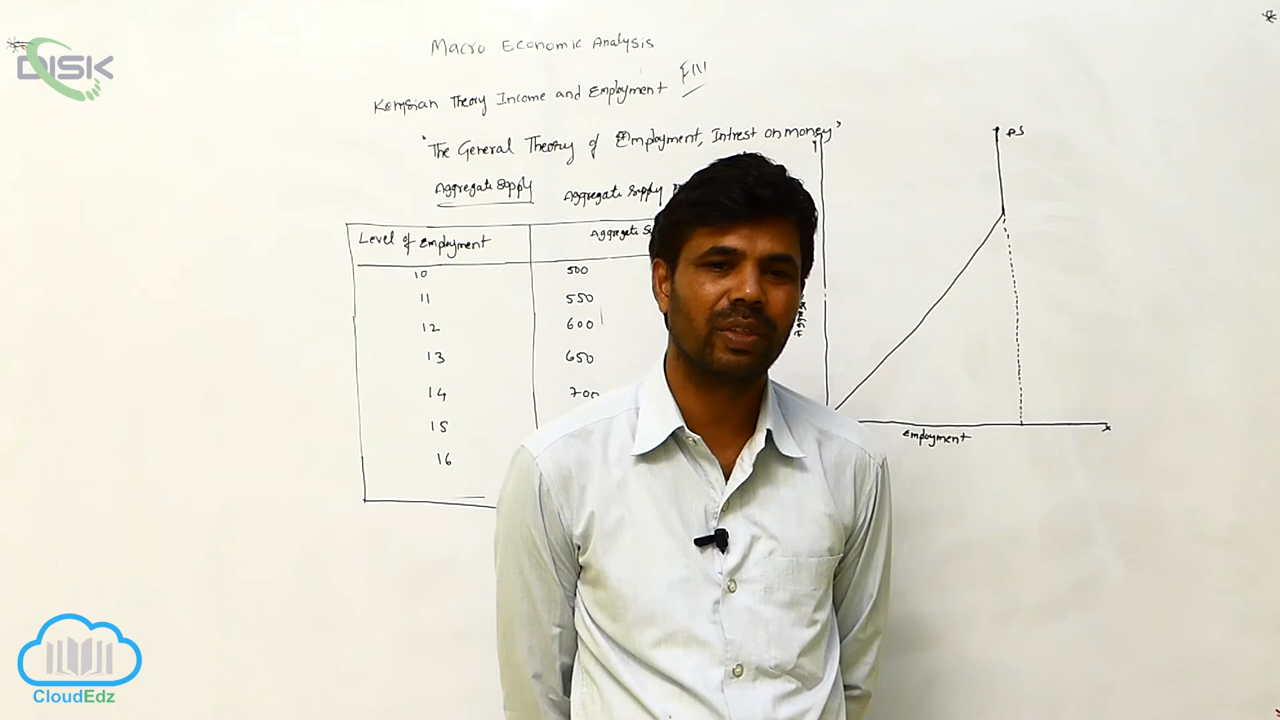 DISK
Macro Economic Analysis
Kenysian Theory Income and Employment
"The General Theory of Employment, Intrest on money"
Aggregate Supply Aggregate Supply
Level of Employment Aggregate
10 500
11 550
12 600
13 650
14 700
15
16
Y
AS
Employment
x
CloudEdz